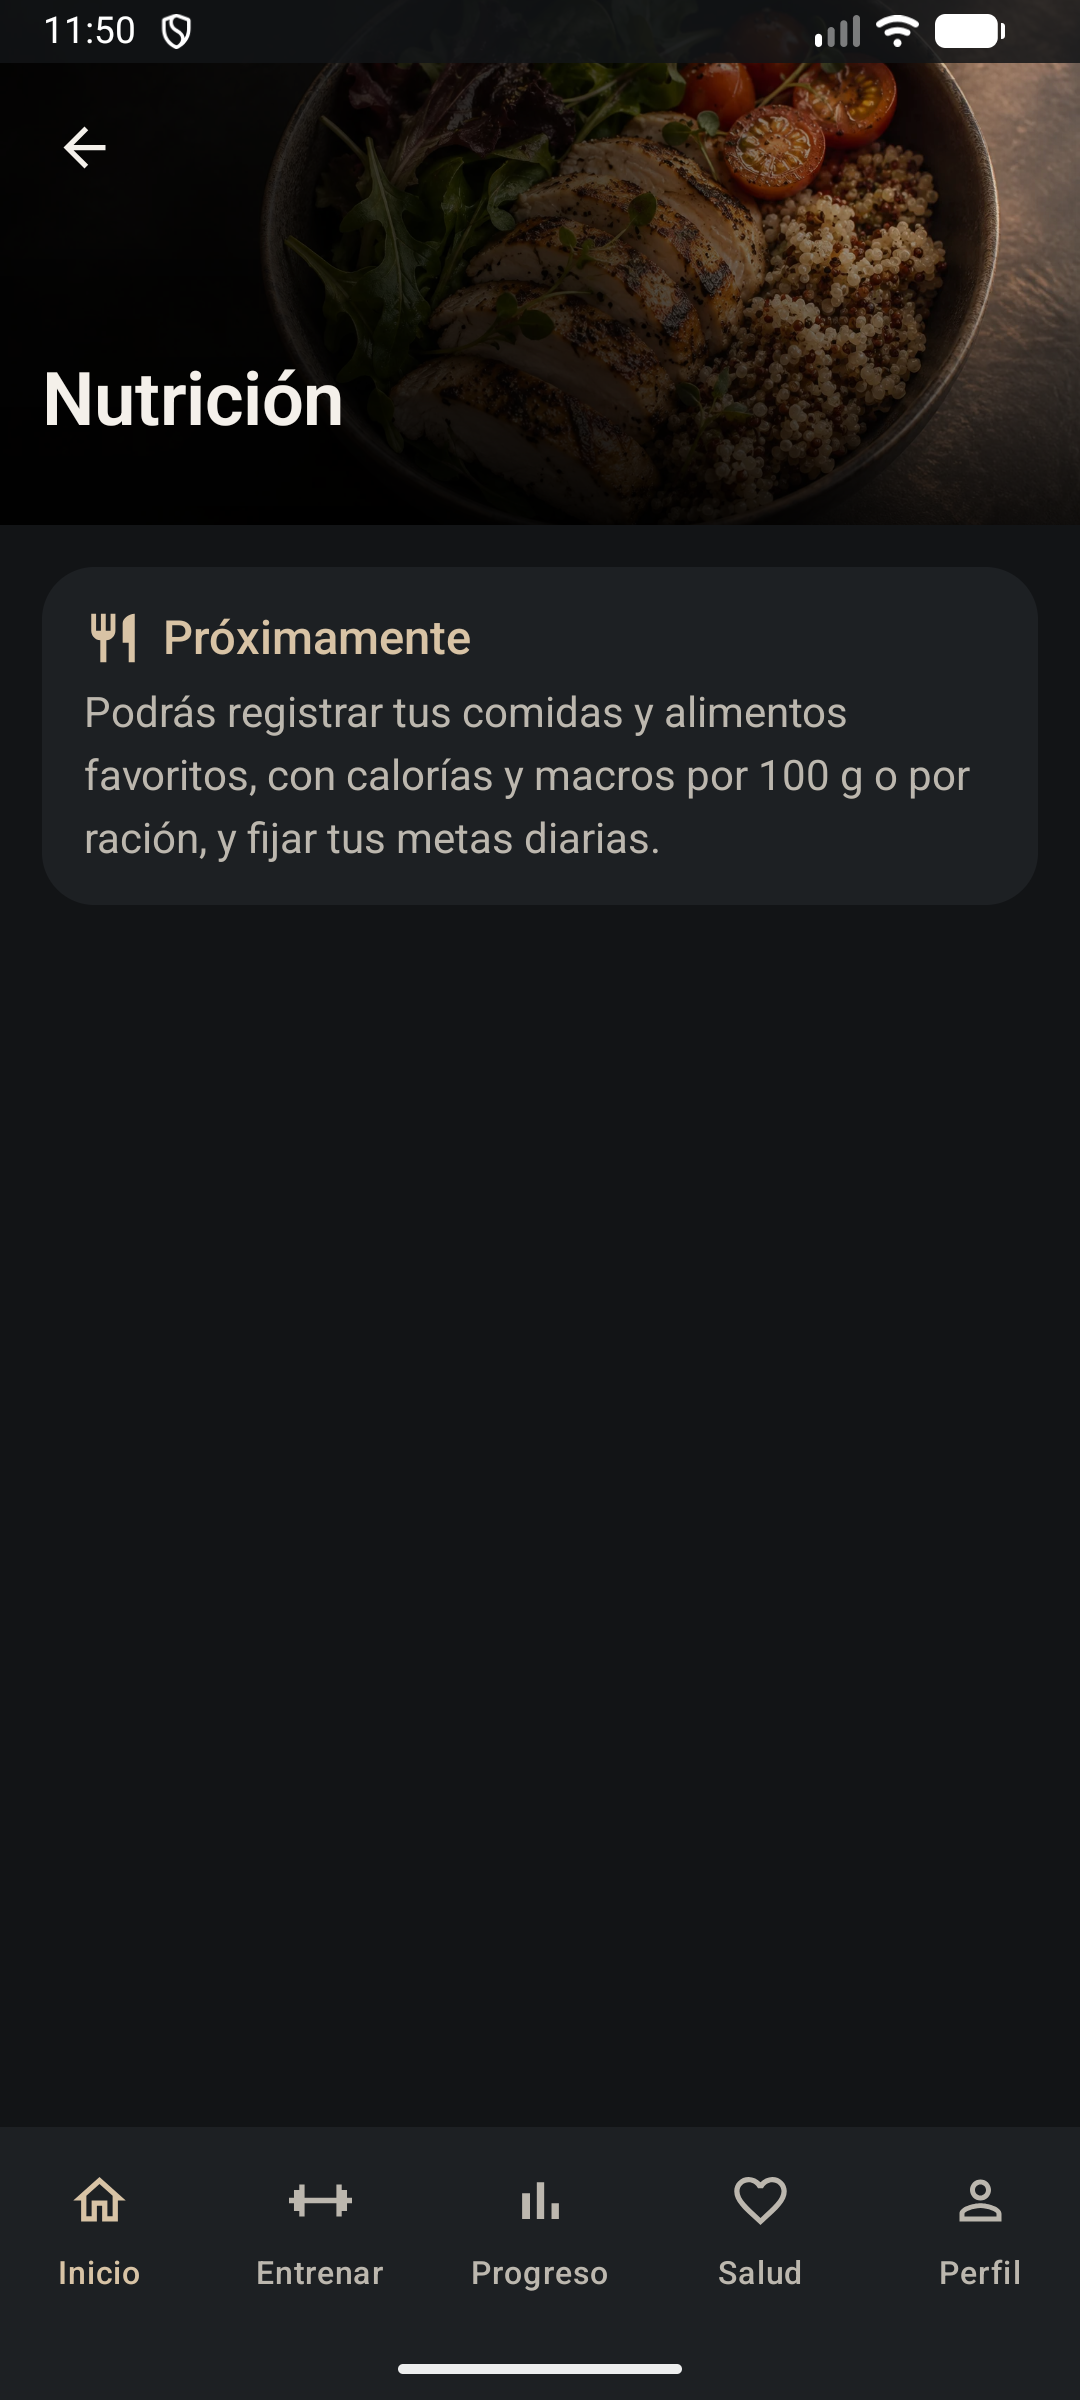 11:50
Nutrición
Próximamente
Podrás registrar tus comidas y alimentos
favoritos, con calorías y macros por 100 g o por
ración, y fijar tus metas diarias.
Inicio
Entrenar
Progreso
Salud
Perfil